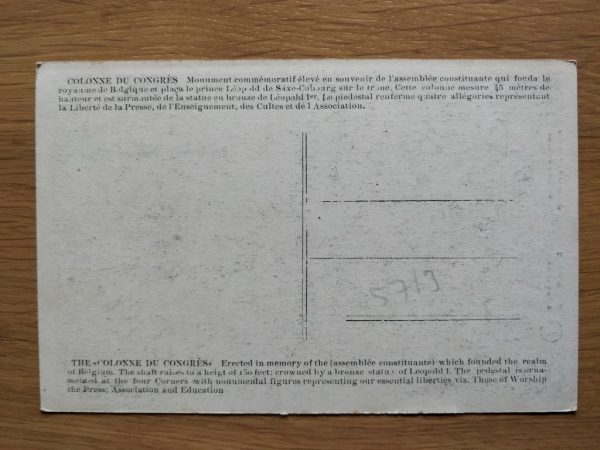 COLONNE DU CONGRÈS Monument commémoratif élevé en souvenir de l'assemblée constituante qui fonda le
royaume de Belgique et plaça le prince Léopold de Saxe-Cobourg sur le trône. Cette colonne mesure 45 mètres de
hauteur et est surmontée de la statue en bronze de Léopold Ier. Le piedestal renferme quatre allégories représentant
la Liberté de la Presse, de l'Enseignement, des Cultes et de l'Association.
5713
THE «COLONNE DU CONGRÈS» Erected in memory of the (assemblée constituante) which founded the realm
of Belgium. The shaft raises to a heigt of 150 feet; crowned by a bronze statue of Leopold I. The pedestal is orna-
mented at the four Corners with monumental figures representing our essential liberties viz. Those of Worship
the Press; Association and Education